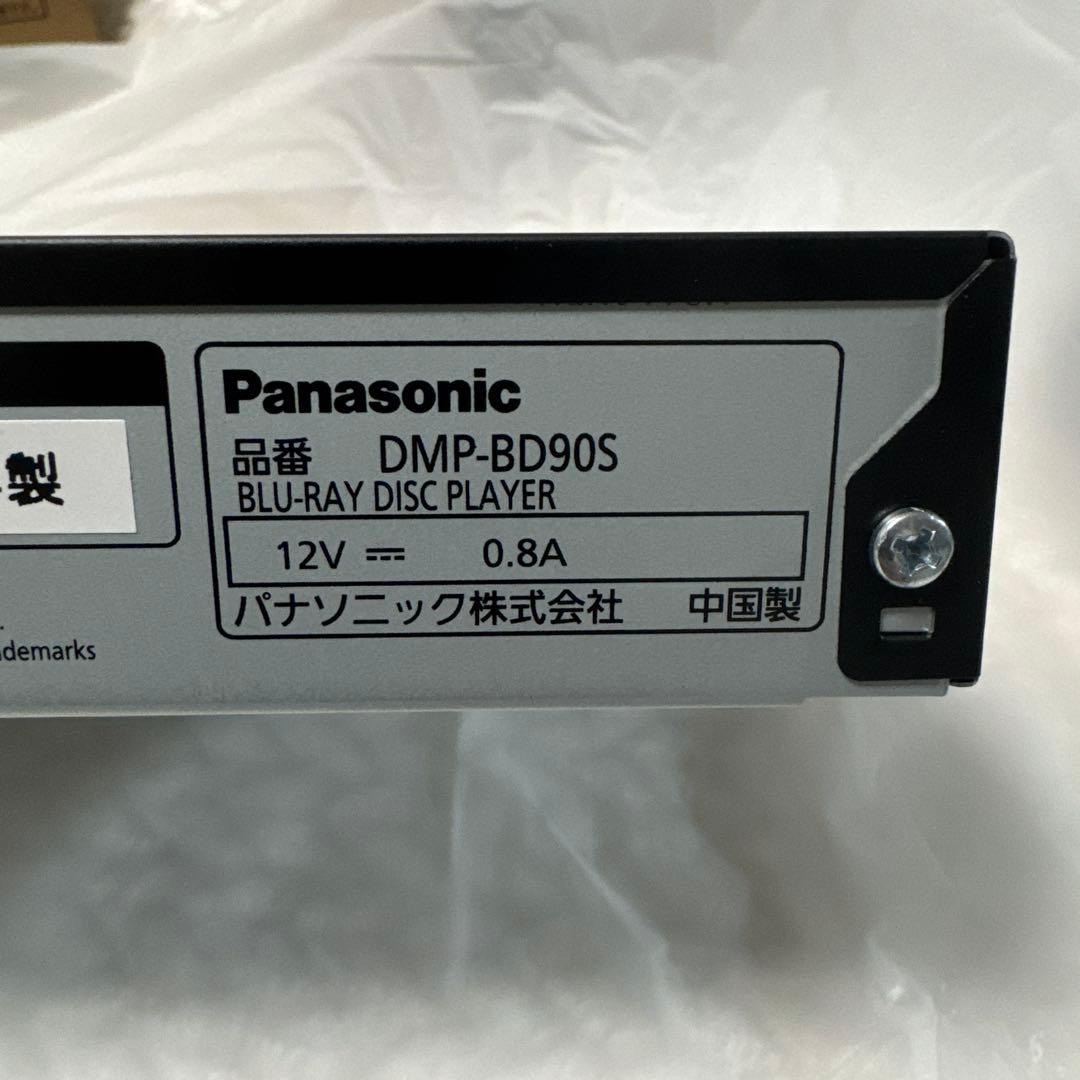 Panasonic
品番 DMP-BD90S
BLU-RAY DISC PLAYER
12V ⎓ 0.8A
パナソニック株式会社 中国製
製